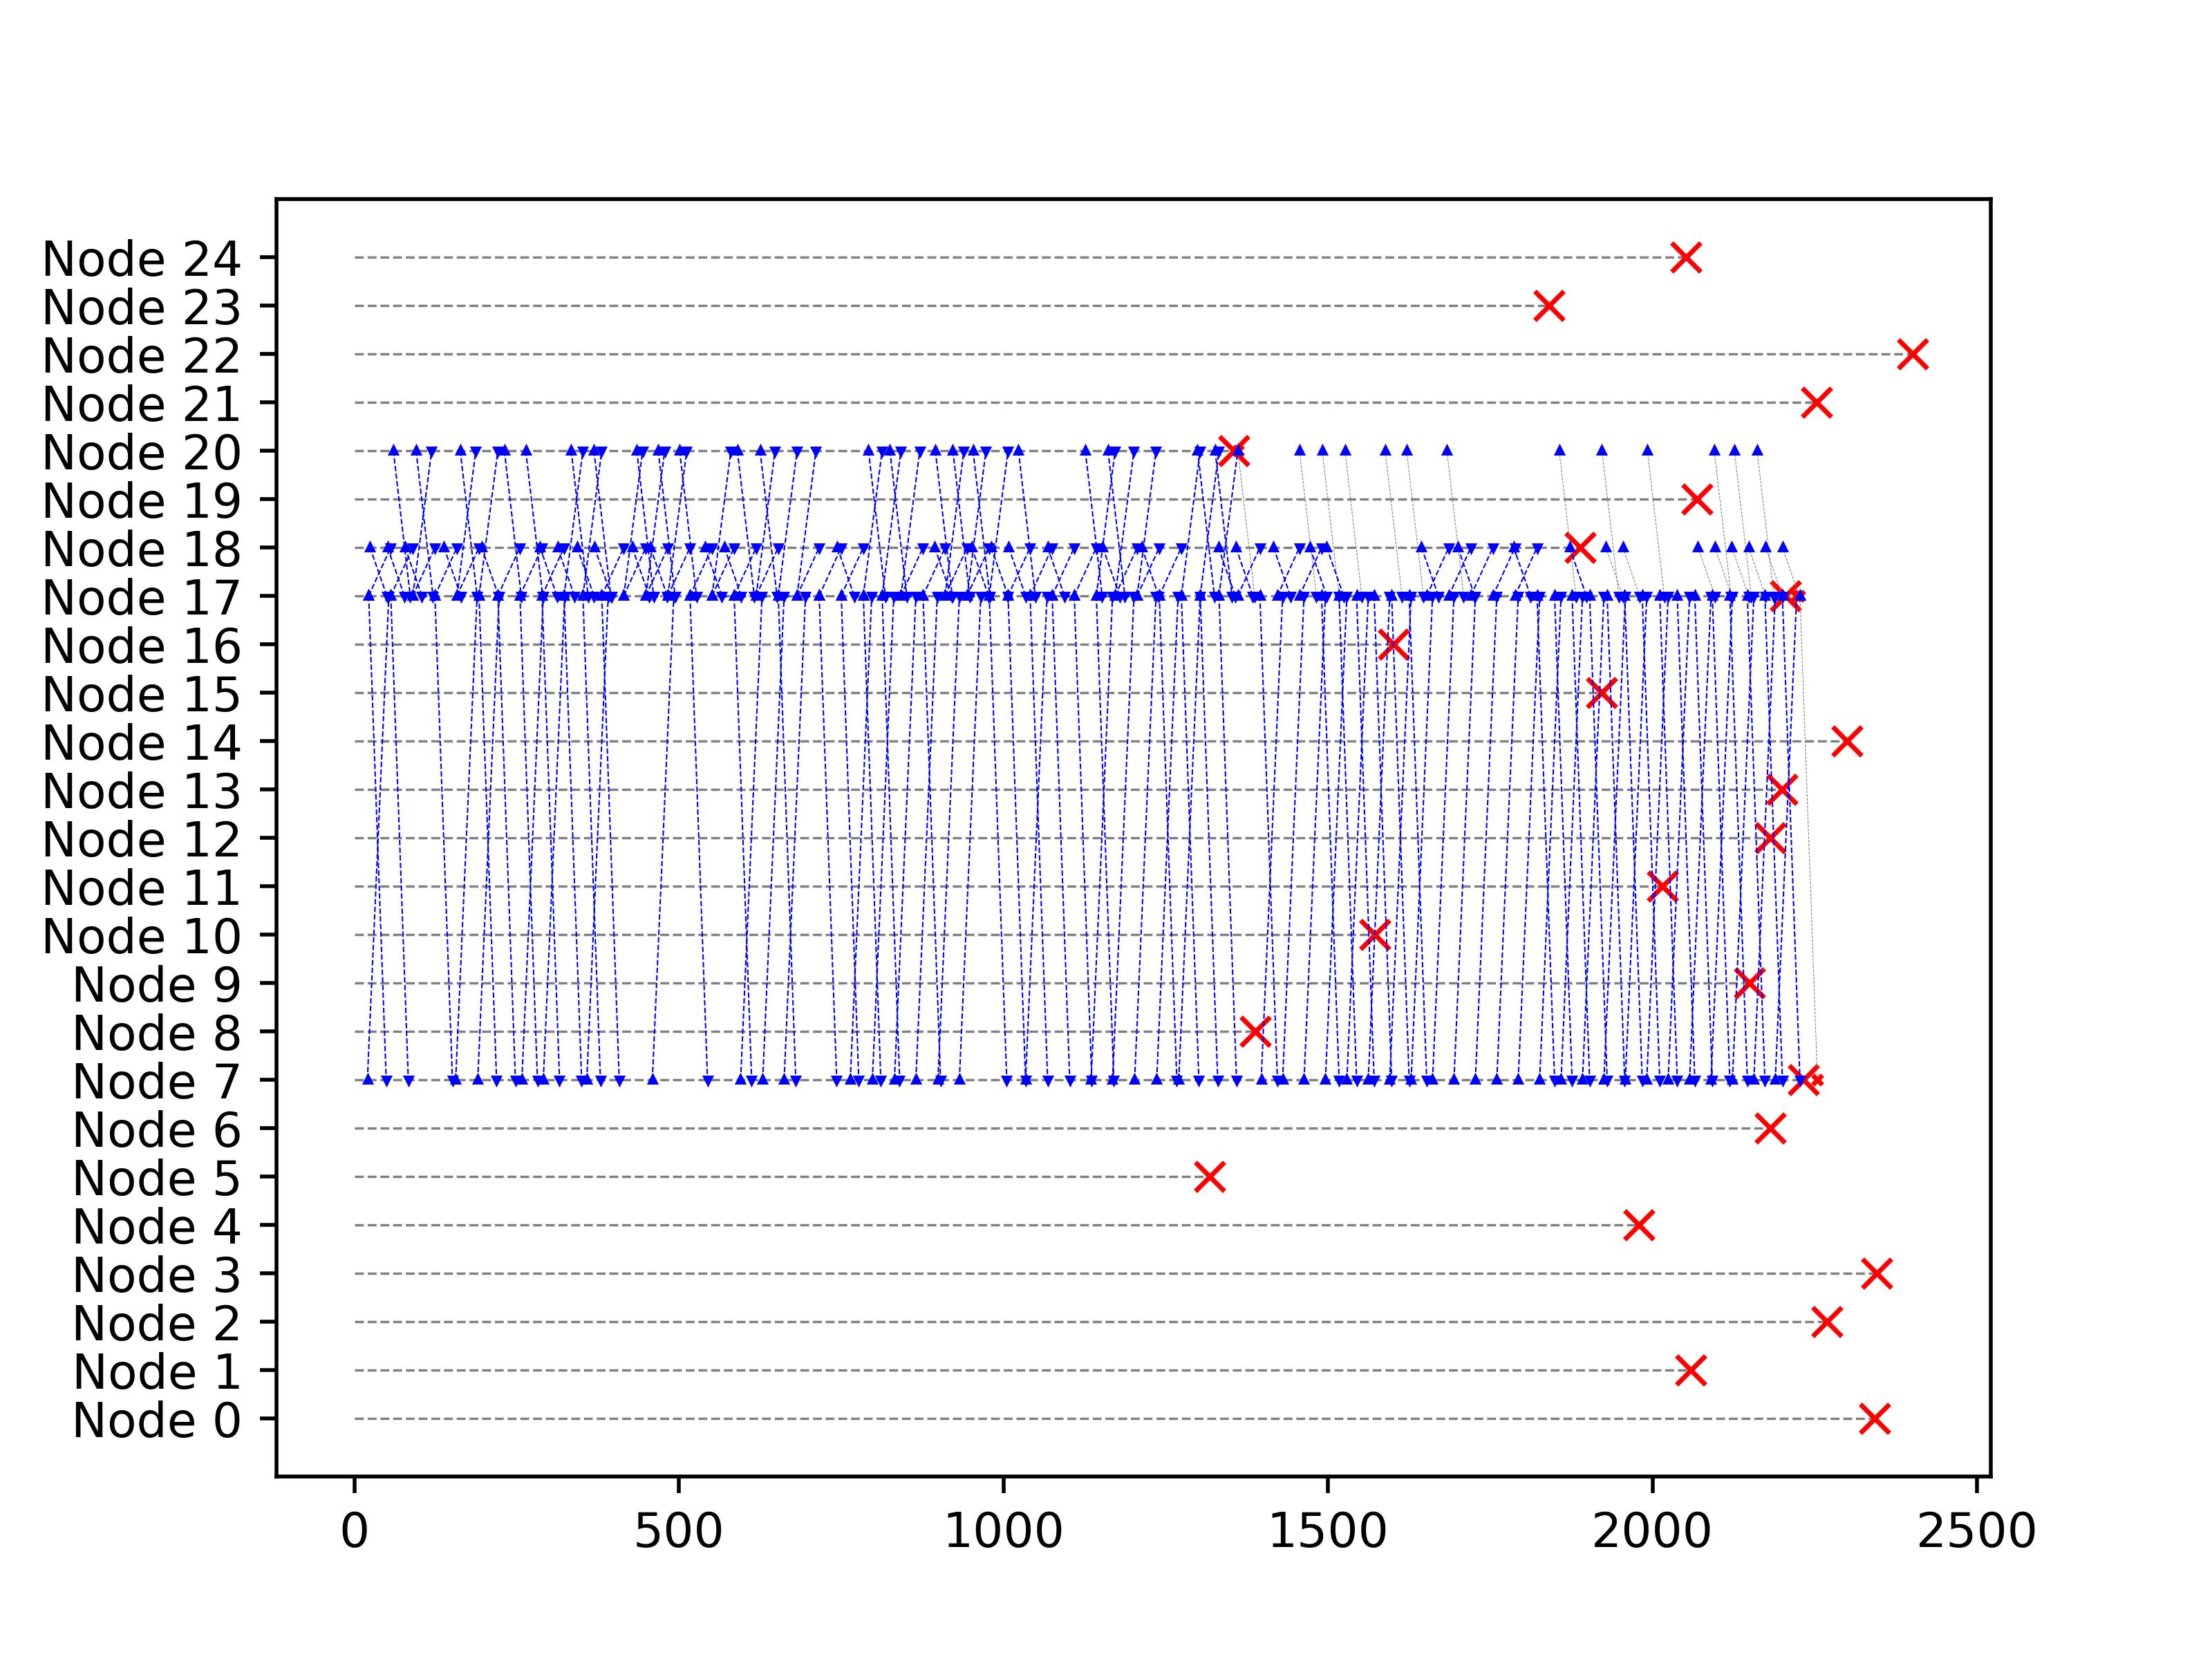 Node 24
Node 23
Node 22
Node 21
Node 20
Node 19
Node 18
Node 17
Node 16
Node 15
Node 14
Node 13
Node 12
Node 11
Node 10
Node 9
Node 8
Node 7
Node 6
Node 5
Node 4
Node 3
Node 2
Node 1
Node 0
0 500 1000 1500 2000 2500